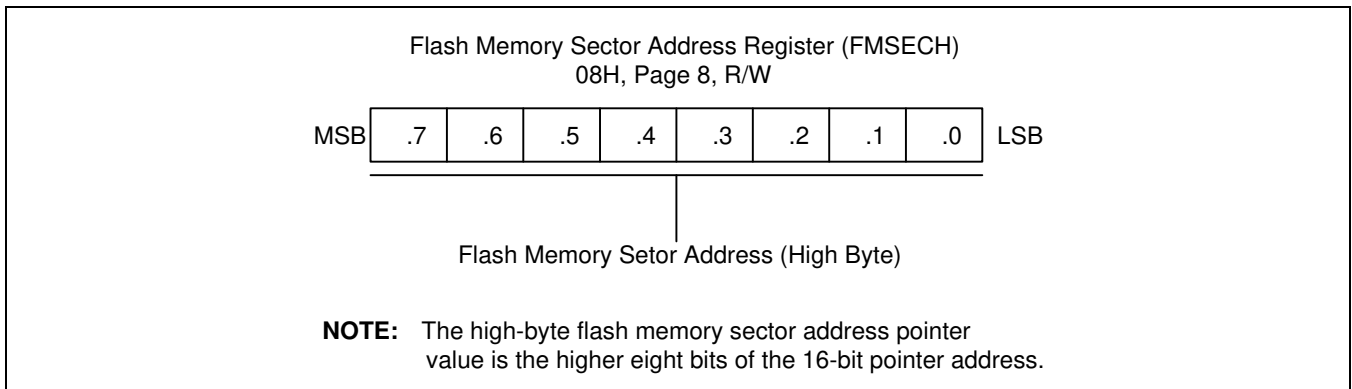 Flash Memory Sector Address Register (FMSECH)
08H, Page 8, R/W
MSB .7 .6 .5 .4 .3 .2 .1 .0 LSB
Flash Memory Setor Address (High Byte)
NOTE: The high-byte flash memory sector address pointer
value is the higher eight bits of the 16-bit pointer address.